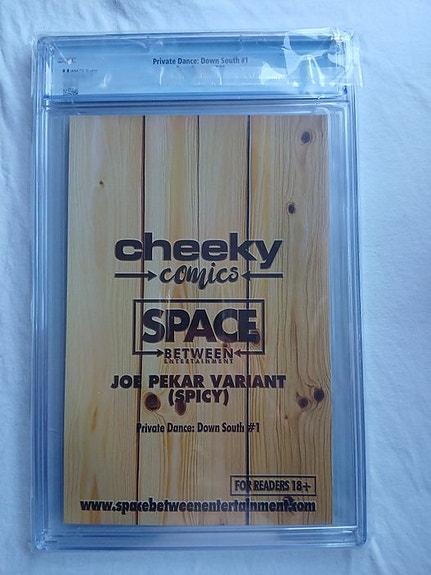 Private Dance: Down South #1
cheeky
comics
SPACE
BETWEEN
ENTERTAINMENT
JOE PEKAR VARIANT
(SPICY)
Private Dance: Down South #1
FOR READERS 18+
www.spacebetweenentertainment.com